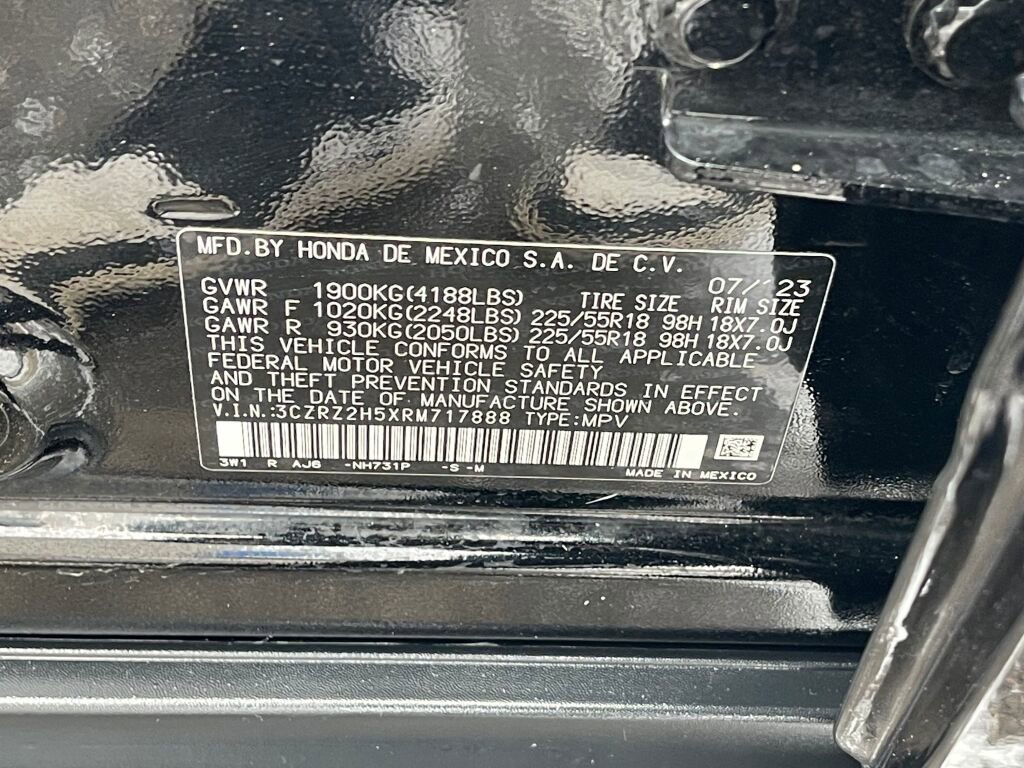 MFD.BY HONDA DE MEXICO S.A. DE C.V. 07/123
GVWR 1900KG(4188LBS) TIRE SIZE RIM SIZE
GAWR F 1020KG(2248LBS) 225/55R18 98H 18X7.0J
GAWR R 930KG(2050LBS) 225/55R18 98H 18X7.0J
THIS VEHICLE CONFORMS TO ALL APPLICABLE
FEDERAL MOTOR VEHICLE SAFETY
AND THEFT PREVENTION STANDARDS IN EFFECT
ON THE DATE OF MANUFACTURE SHOWN ABOVE.
V.I.N.:3CZRZ2H5XRM717888 TYPE:MPV
3W1 R AJ6 -NH731P -S -M MADE IN MEXICO